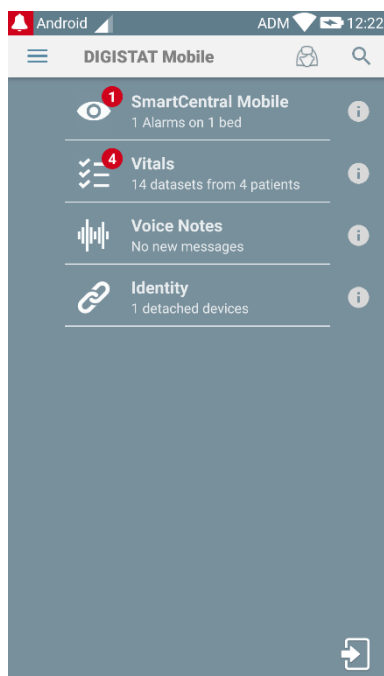 Android ADM 12:22
DIGISTAT Mobile
1
SmartCentral Mobile
1 Alarms on 1 bed
4
Vitals
14 datasets from 4 patients
Voice Notes
No new messages
Identity
1 detached devices